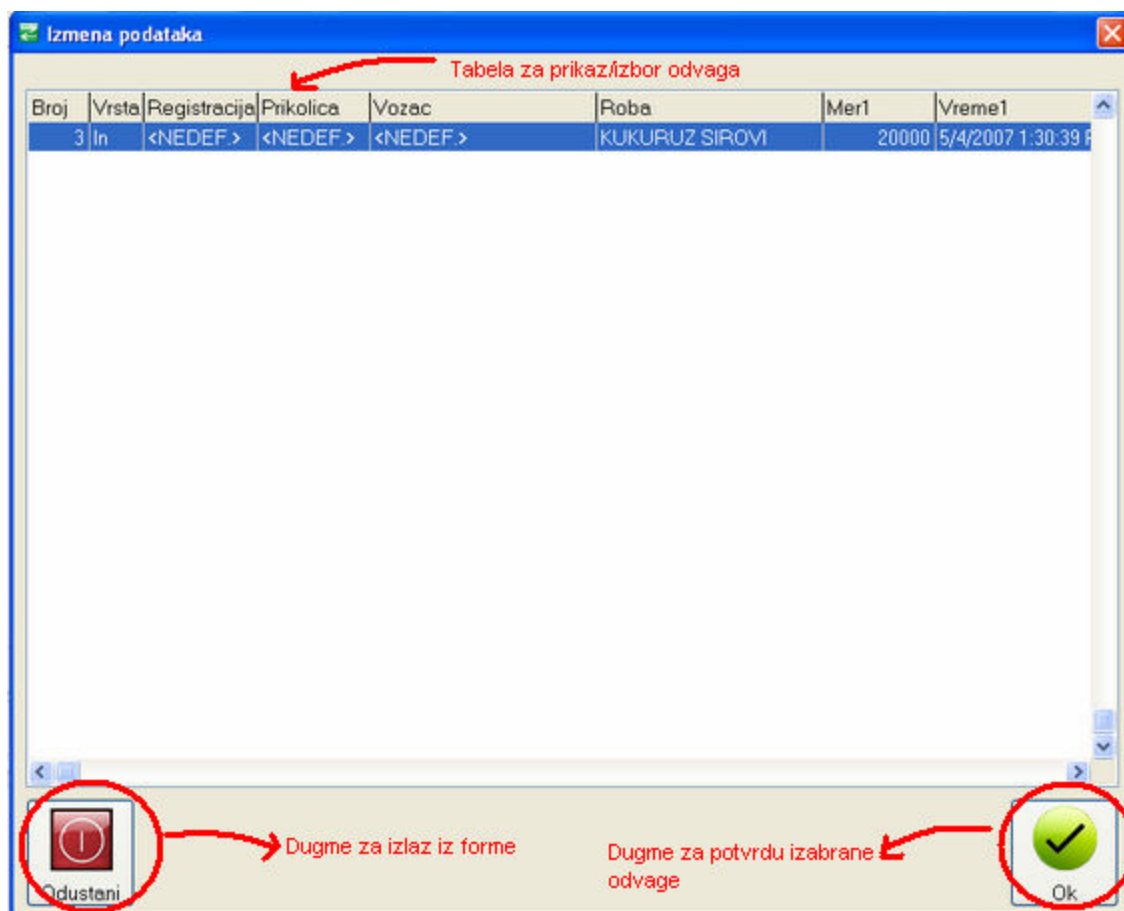 Izmena podataka
Tabela za prikaz/izbor odvaga
Broj Vrsta Registracija Prikolica Vozac Roba Mer1 Vreme1
3 In <NEDEF.> <NEDEF.> <NEDEF.> KUKURUZ SIROVI 20000 5/4/2007 1:30:39 P
Dugme za izlaz iz forme
Dugme za potvrdu izabrane
odvage
Odustani
Ok